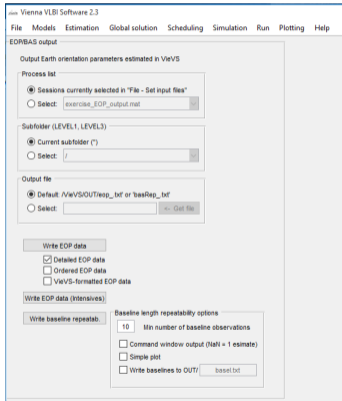 Vienna VLBI Software 2.3
File Models Estimation Global solution Scheduling Simulation Run Plotting Help
EOP/BAS output
Output Earth orientation parameters estimated in VieVS
Process list
Sessions currently selected in "File - Set input files"
Select: exercise_EOP_output.mat
Subfolder (LEVEL1, LEVEL3)
Current subfolder (")
Select: /
Output file
Default: /VieVS/OUT/eop_.txt' or 'basRep_.txt'
Select: <- Get file
Write EOP data
Detailed EOP data
Ordered EOP data
VieVS-formatted EOP data
Write EOP data (Intensives)
Write baseline repeatab.
Baseline length repeatability options
10 Min number of baseline observations
Command window output (NaN = 1 esimate)
Simple plot
Write baselines to OUT/ basel.txt